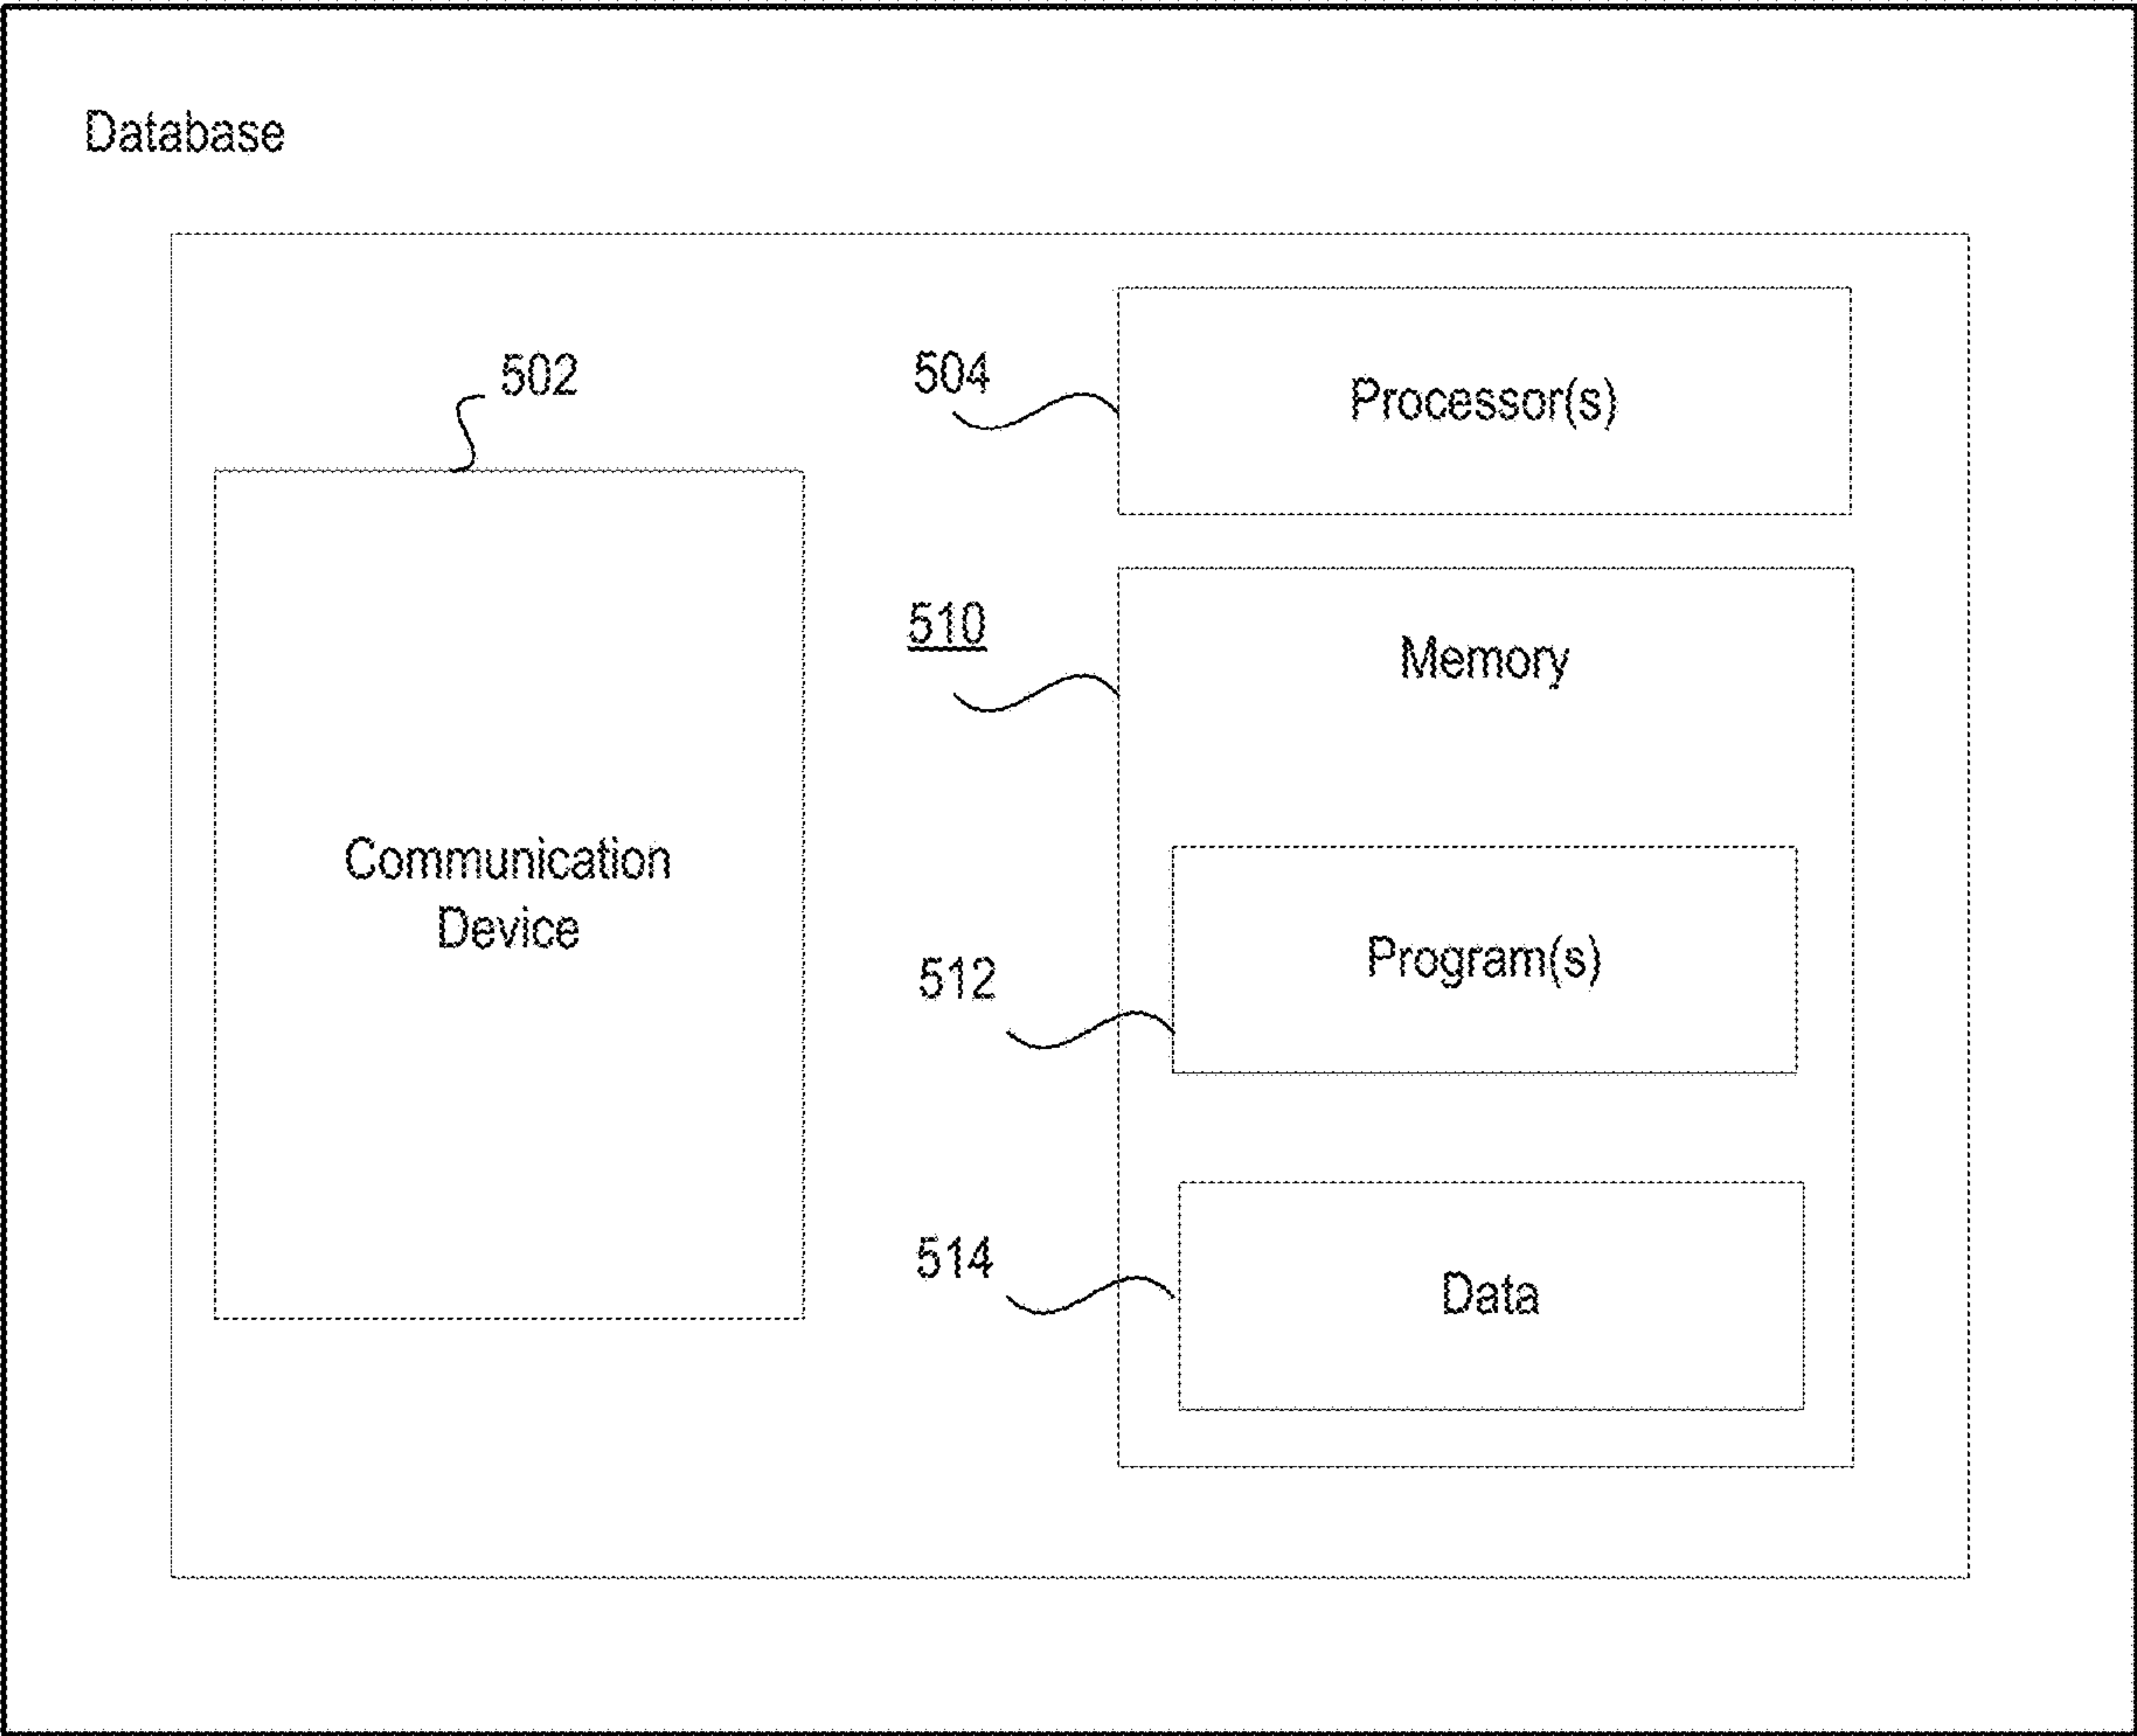 Database
502
Communication
Device
504
Processor(s)
510
Memory
512
Program(s)
514
Data